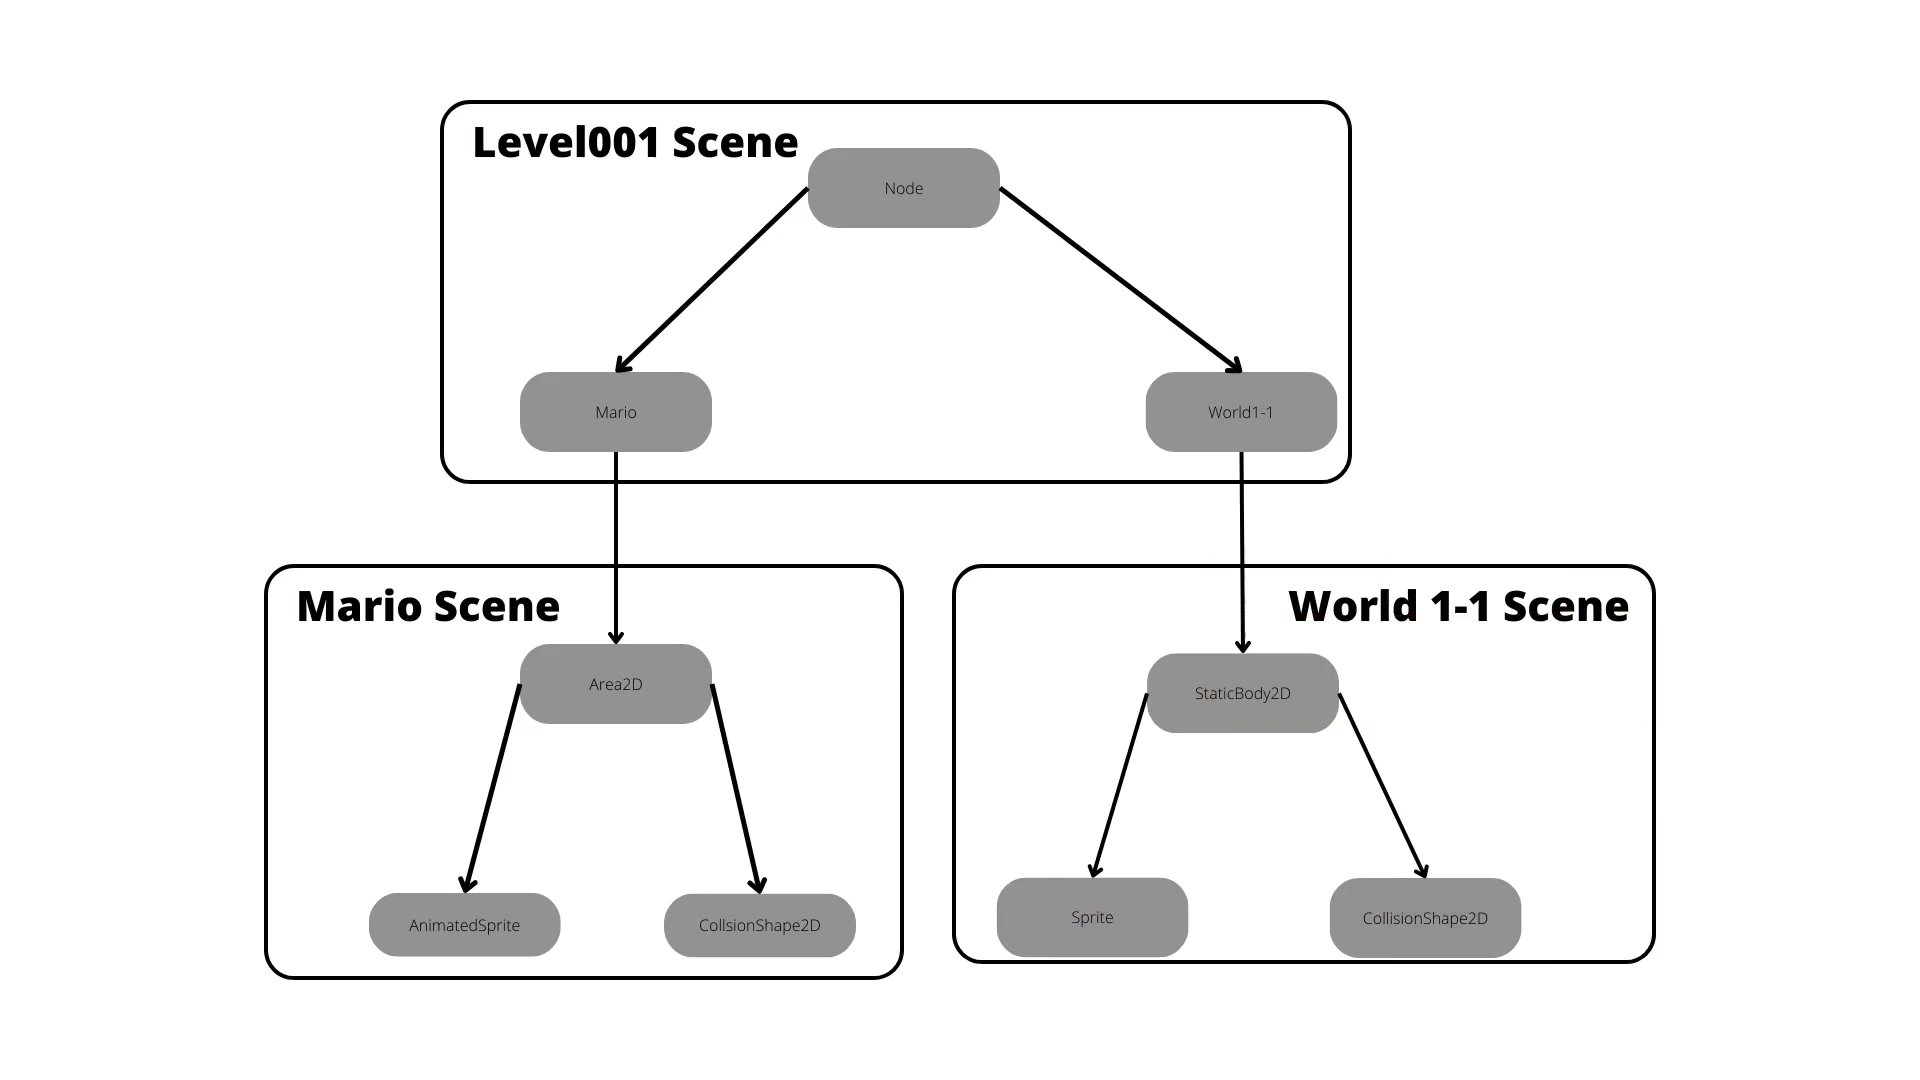 Level001 Scene
Node
Mario
World1-1
Mario Scene
World 1-1 Scene
Area2D
StaticBody2D
AnimatedSprite
CollsionShape2D
Sprite
CollisionShape2D